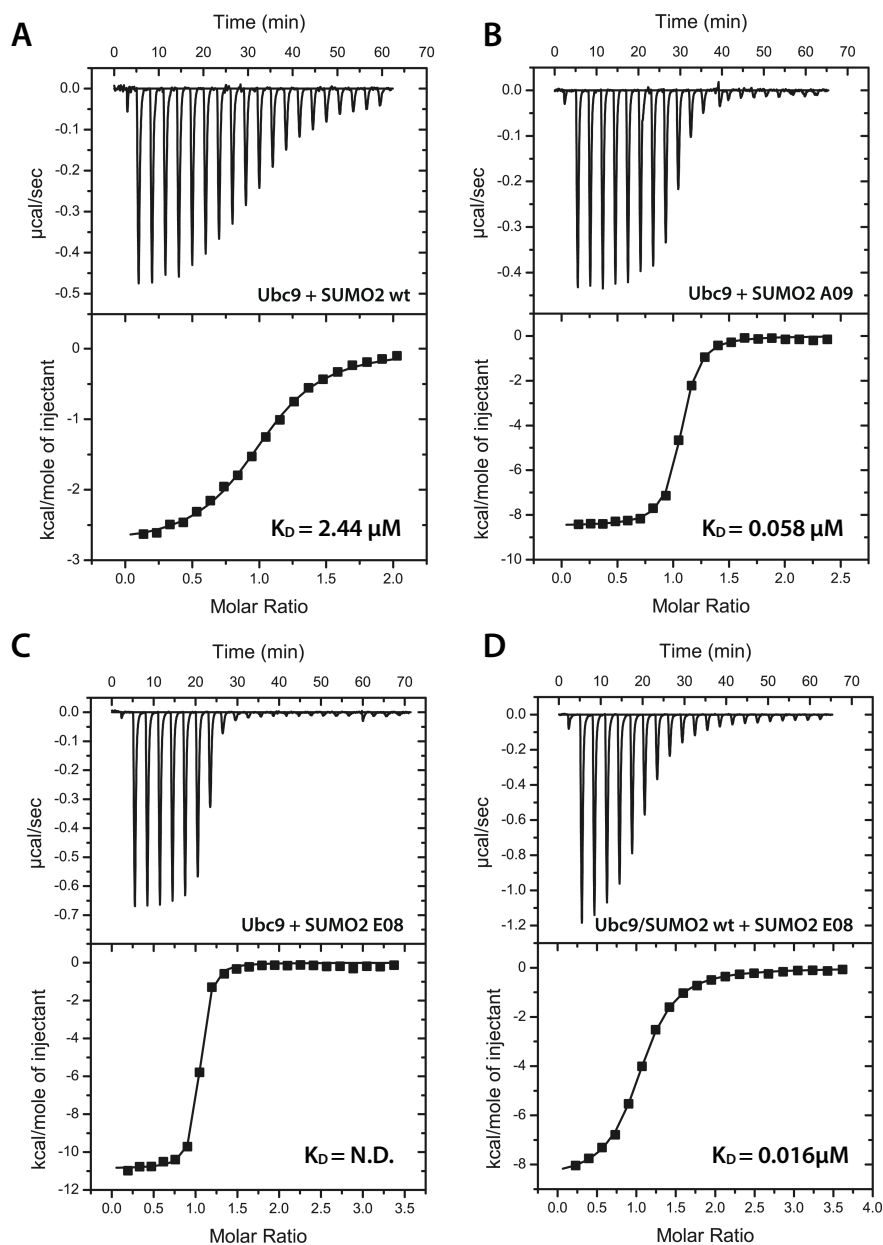 A
Time (min)
0 10 20 30 40 50 60 70
0.0
-0.1
-0.2
-0.3
-0.4
-0.5
µcal/sec
Ubc9 + SUMO2 wt
0
-1
-2
-3
kcal/mole of injectant
KD = 2.44 µM
0.0 0.5 1.0 1.5 2.0
Molar Ratio
B
Time (min)
0 10 20 30 40 50 60 70
0.0
-0.1
-0.2
-0.3
-0.4
µcal/sec
Ubc9 + SUMO2 A09
0
-2
-4
-6
-8
-10
kcal/mole of injectant
KD = 0.058 µM
0.0 0.5 1.0 1.5 2.0 2.5
Molar Ratio
C
Time (min)
0 10 20 30 40 50 60 70
0.0
-0.1
-0.2
-0.3
-0.4
-0.5
-0.6
-0.7
µcal/sec
Ubc9 + SUMO2 E08
0
-2
-4
-6
-8
-10
-12
kcal/mole of injectant
KD = N.D.
0.0 0.5 1.0 1.5 2.0 2.5 3.0 3.5
Molar Ratio
D
Time (min)
0 10 20 30 40 50 60 70
0.0
-0.2
-0.4
-0.6
-0.8
-1.0
-1.2
µcal/sec
Ubc9/SUMO2 wt + SUMO2 E08
0
-2
-4
-6
-8
kcal/mole of injectant
KD = 0.016µM
0.0 0.5 1.0 1.5 2.0 2.5 3.0 3.5 4.0
Molar Ratio